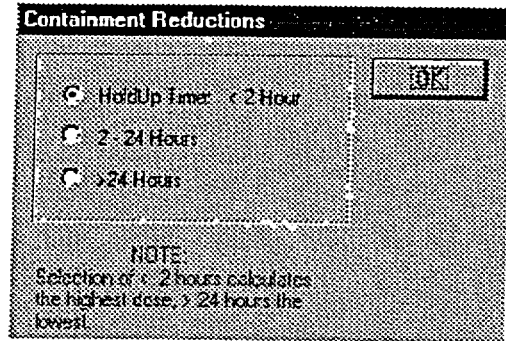 Containment Reductions
OK
HoldUp Time: < 2 Hour
2 - 24 Hours
>24 Hours
NOTE:
Selection of < 2 hours calculates
the highest dose, > 24 hours the
lowest.